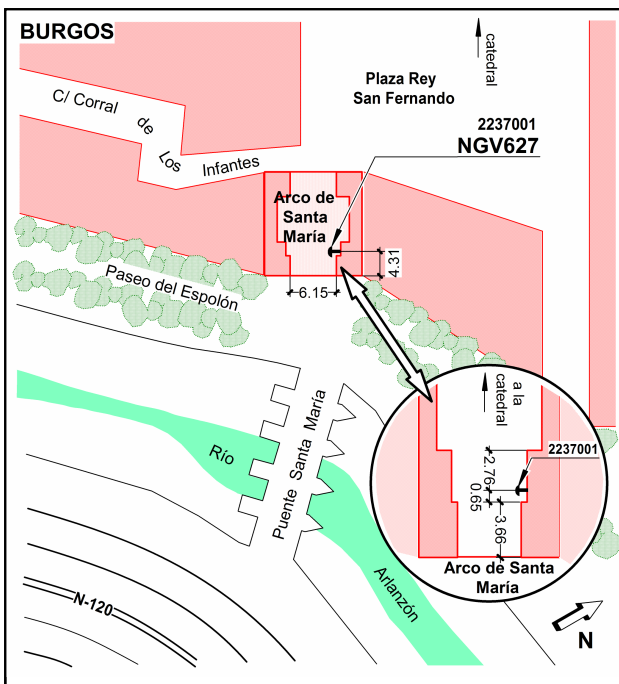 BURGOS
catedral
Plaza Rey
San Fernando
C/ Corral
de
Los
Infantes
2237001
NGV627
Arco de
Santa
María
4.31
6.15
Paseo del Espolón
a la
catedral
2237001
2.76
0.65
3.66
Arco de Santa
María
Río
Puente Santa María
Arlanzón
N-120
N